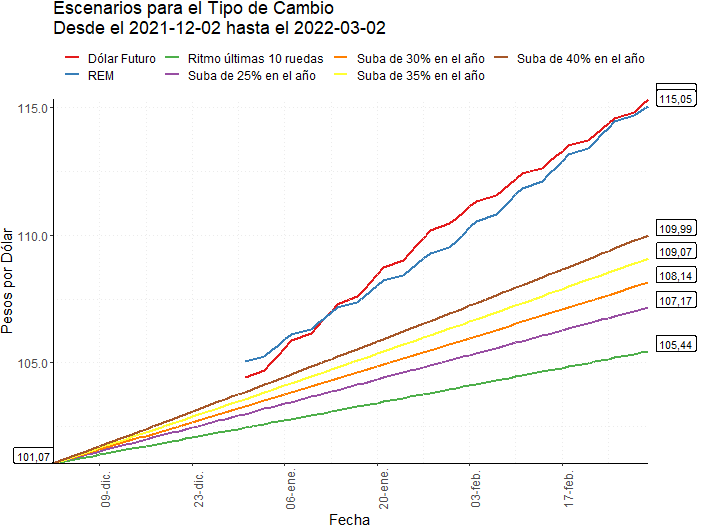 Escenarios para el Tipo de Cambio
Desde el 2021-12-02 hasta el 2022-03-02
Dólar Futuro
Ritmo últimas 10 ruedas
Suba de 30% en el año
Suba de 40% en el año
REM
Suba de 25% en el año
Suba de 35% en el año
115.0
110.0
105.0
Pesos por Dólar
115,05
109,99
109,07
108,14
107,17
105,44
101,07
09-dic.
23-dic.
06-ene.
20-ene.
03-feb.
17-feb.
Fecha